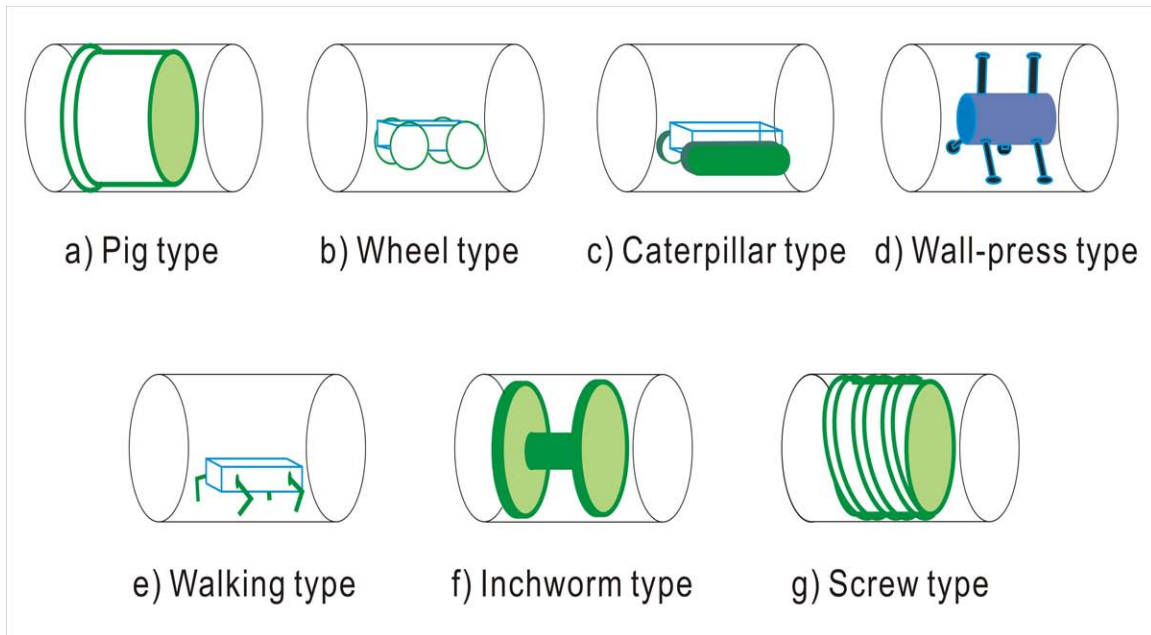 a) Pig type
b) Wheel type
c) Caterpillar type
d) Wall-press type
e) Walking type
f) Inchworm type
g) Screw type